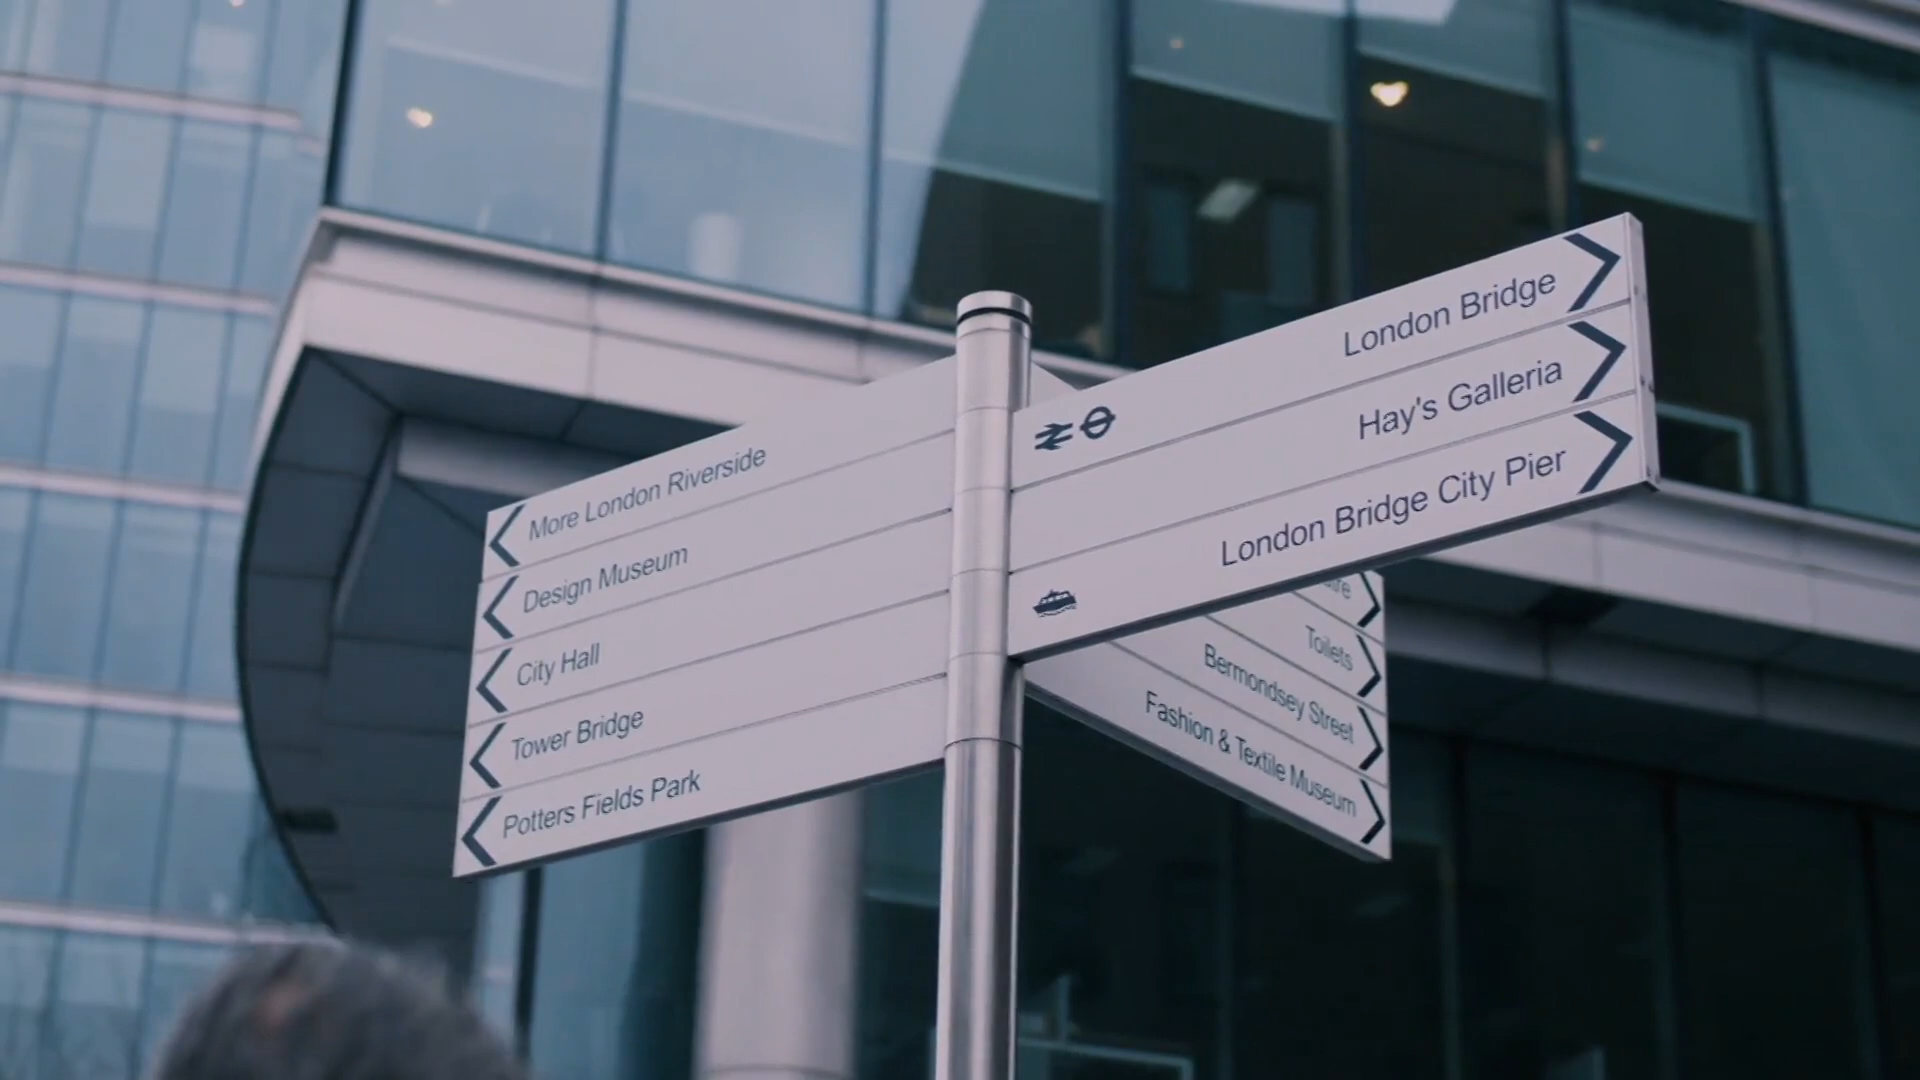 More London Riverside
Design Museum
City Hall
Tower Bridge
Potters Fields Park
London Bridge
Hay's Galleria
London Bridge City Pier
Toilets
Bermondsey Street
Fashion & Textile Museum